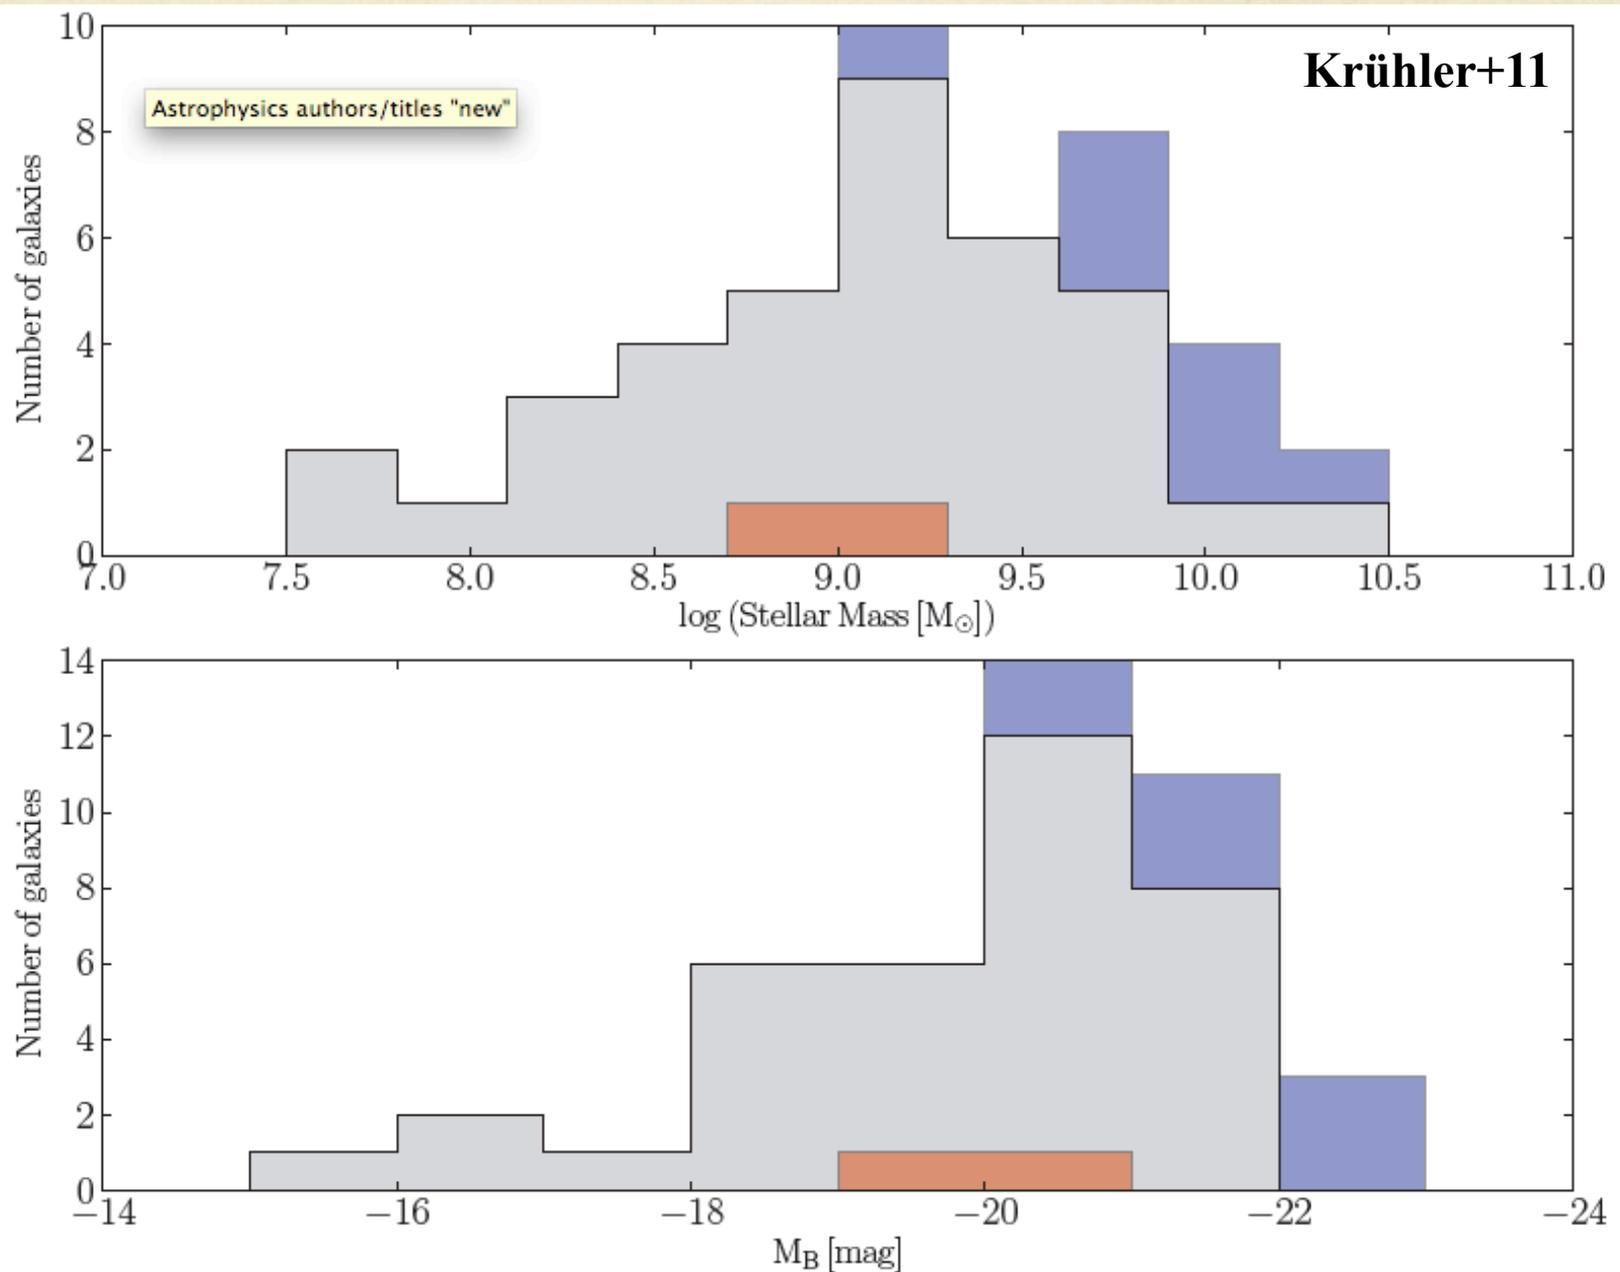 Krühler+11
Astrophysics authors/titles "new"
Number of galaxies
10
8
6
4
2
0
7.0 7.5 8.0 8.5 9.0 9.5 10.0 10.5 11.0
log (Stellar Mass [M☉])
Number of galaxies
14
12
10
8
6
4
2
0
−14 −16 −18 −20 −22 −24
M_B [mag]